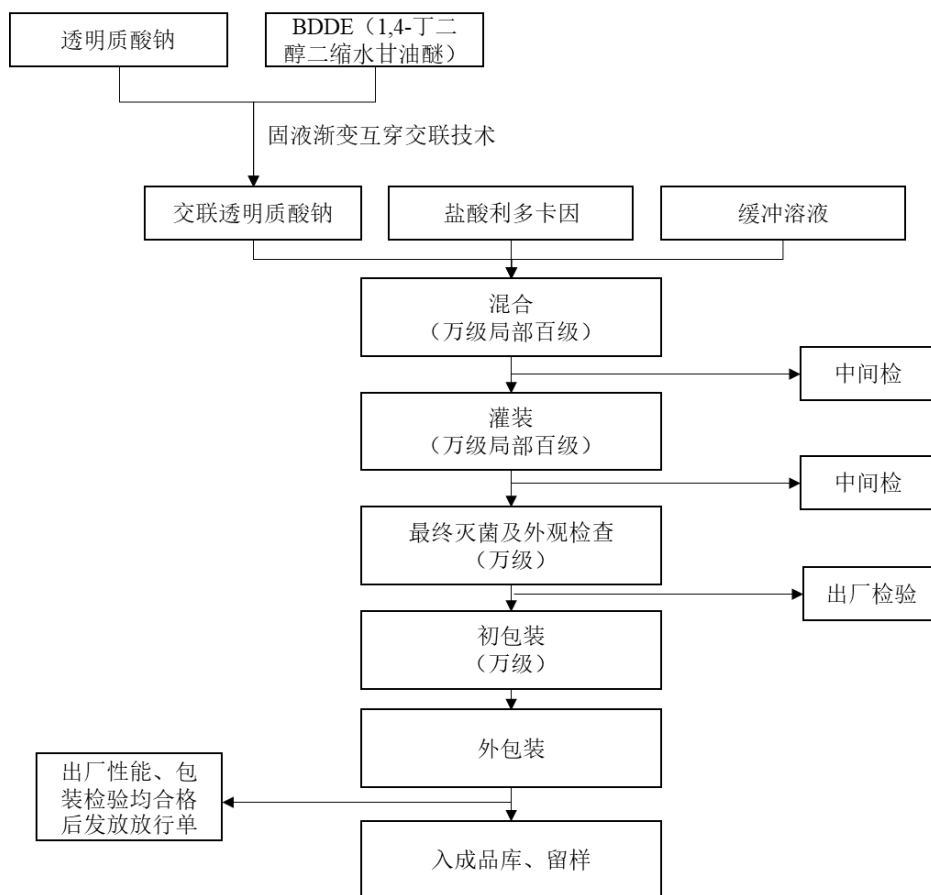 透明质酸钠
BDDE（1,4-丁二
醇二缩水甘油醚）
固液渐变互穿交联技术
交联透明质酸钠
盐酸利多卡因
缓冲溶液
混合
（万级局部百级）
中间检
灌装
（万级局部百级）
中间检
最终灭菌及外观检查
（万级）
出厂检验
初包装
（万级）
外包装
出厂性能、包
装检验均合格
后发放放行单
入成品库、留样